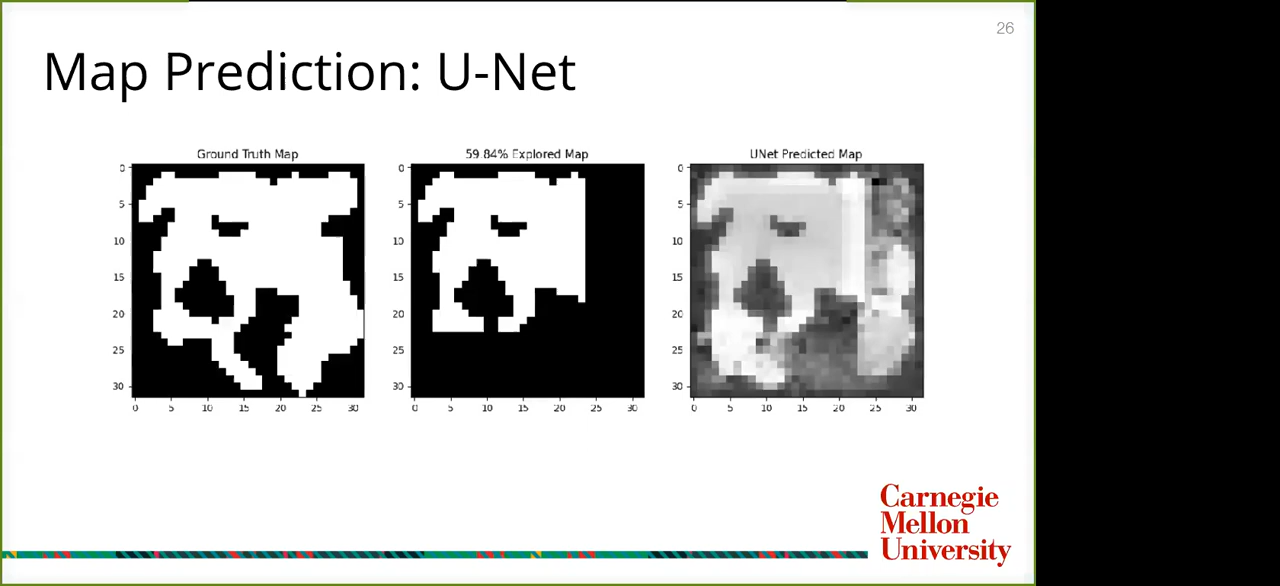 26
Map Prediction: U-Net
Ground Truth Map
59.84% Explored Map
UNet Predicted Map
0
5
10
15
20
25
30
0 5 10 15 20 25 30
0
5
10
15
20
25
30
0 5 10 15 20 25 30
0
5
10
15
20
25
30
0 5 10 15 20 25 30
Carnegie
Mellon
University